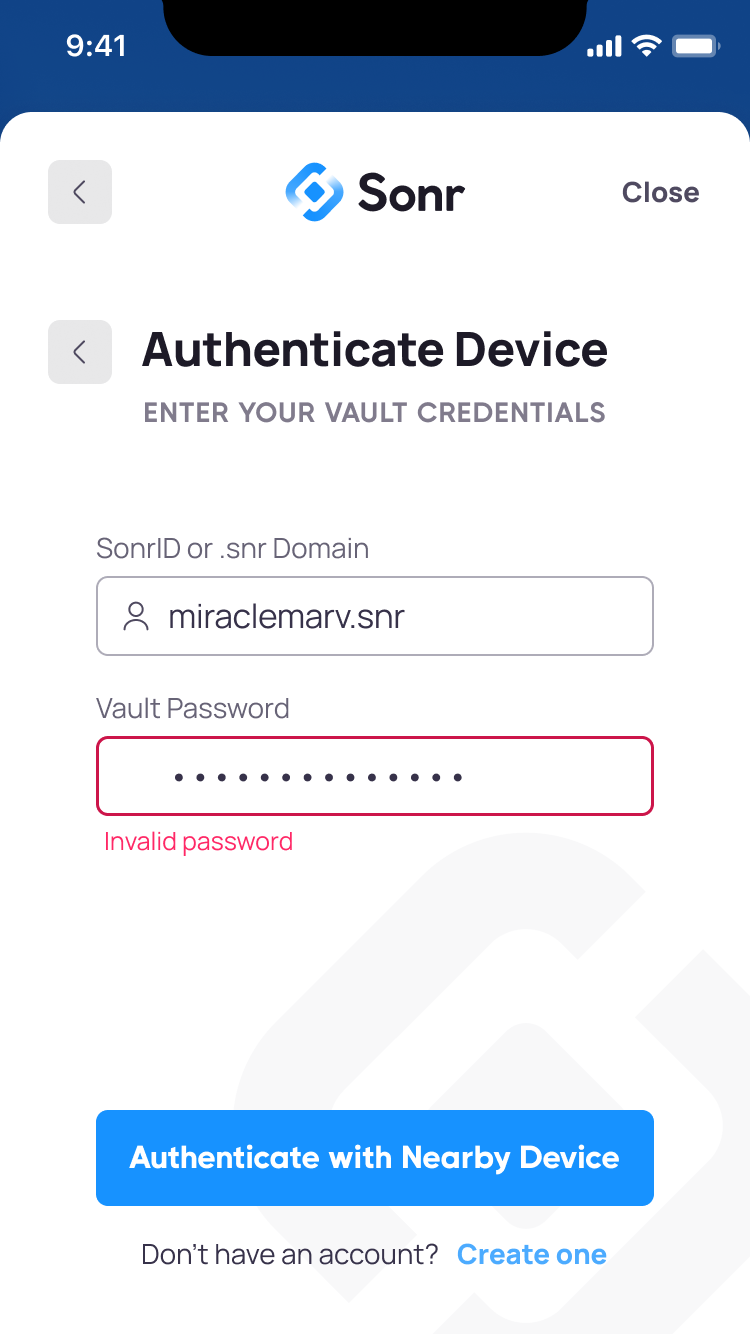 9:41
Sonr
Close
Authenticate Device
ENTER YOUR VAULT CREDENTIALS
SonrID or .snr Domain
miraclemarv.snr
Vault Password
••••••••••••••
Invalid password
Authenticate with Nearby Device
Don't have an account? Create one